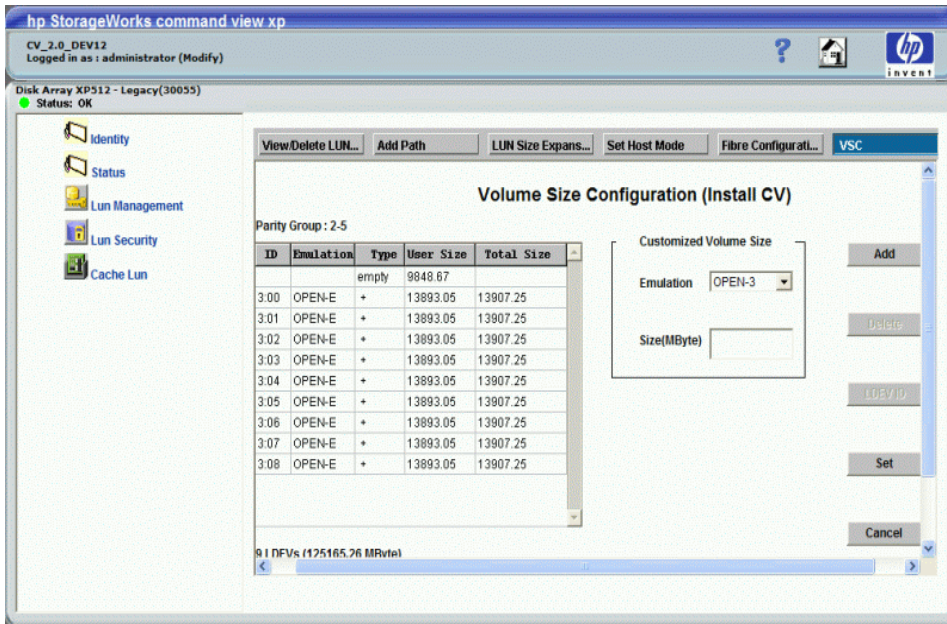 hp StorageWorks command view xp
CV_2.0_DEV12
Logged in as : administrator (Modify)
?
hp
invent
Disk Array XP512 - Legacy(30055)
Status: OK
Identity
Status
Lun Management
Lun Security
Cache Lun
View/Delete LUN... Add Path LUN Size Expans... Set Host Mode Fibre Configurati... VSC
Volume Size Configuration (Install CV)
Parity Group : 2-5
ID Emulation Type User Size Total Size
empty 9848.67
3:00 OPEN-E + 13893.05 13907.25
3:01 OPEN-E + 13893.05 13907.25
3:02 OPEN-E + 13893.05 13907.25
3:03 OPEN-E + 13893.05 13907.25
3:04 OPEN-E + 13893.05 13907.25
3:05 OPEN-E + 13893.05 13907.25
3:06 OPEN-E + 13893.05 13907.25
3:07 OPEN-E + 13893.05 13907.25
3:08 OPEN-E + 13893.05 13907.25
9 LDEVs (125165.26 MByte)
Customized Volume Size
Emulation OPEN-3
Size(MByte)
Add
Delete
LDEV ID
Set
Cancel